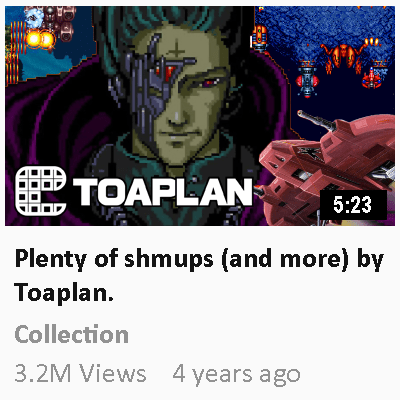 TOAPLAN
5:23
Plenty of shmups (and more) by
Toaplan.
Collection
3.2M Views 4 years ago